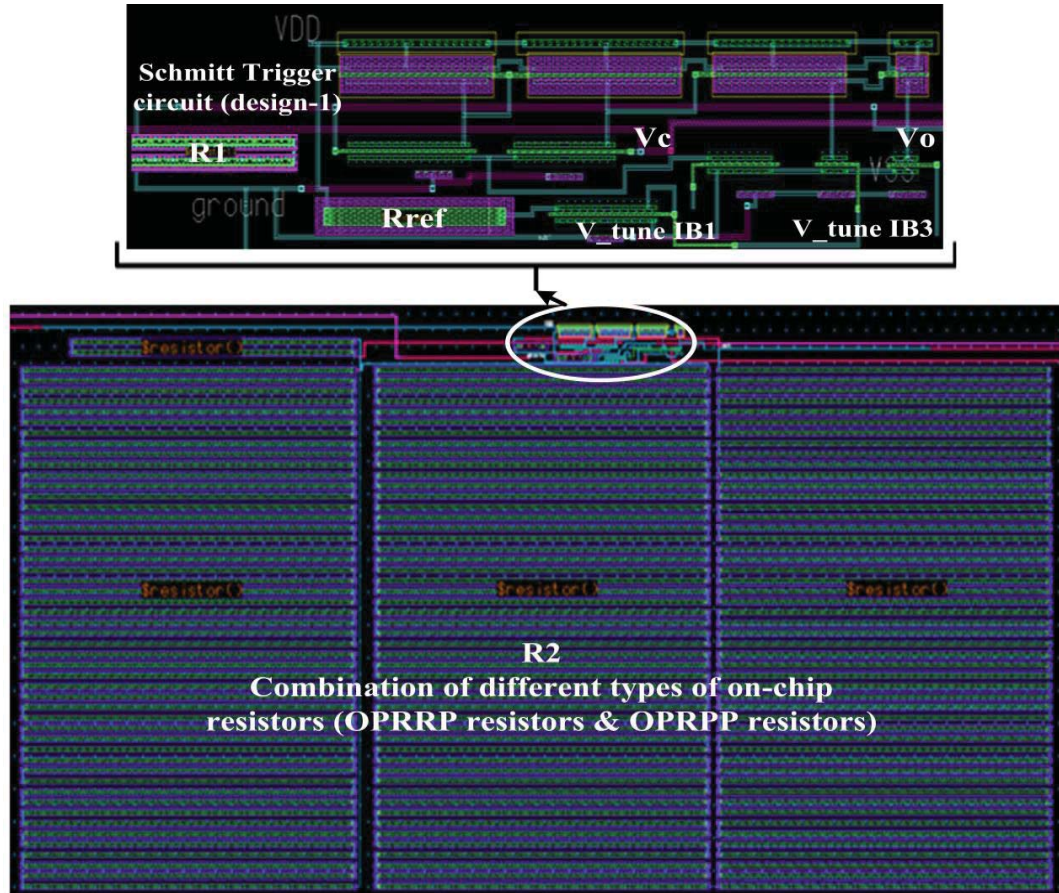 VDD
Schmitt Trigger
circuit (design-1)
R1
Vc
Vo
VSS
ground
Rref
V_tune IB1
V_tune IB3
$resistor()
$resistor()
$resistor()
$resistor()
R2
Combination of different types of on-chip
resistors (OPRRP resistors & OPRPP resistors)